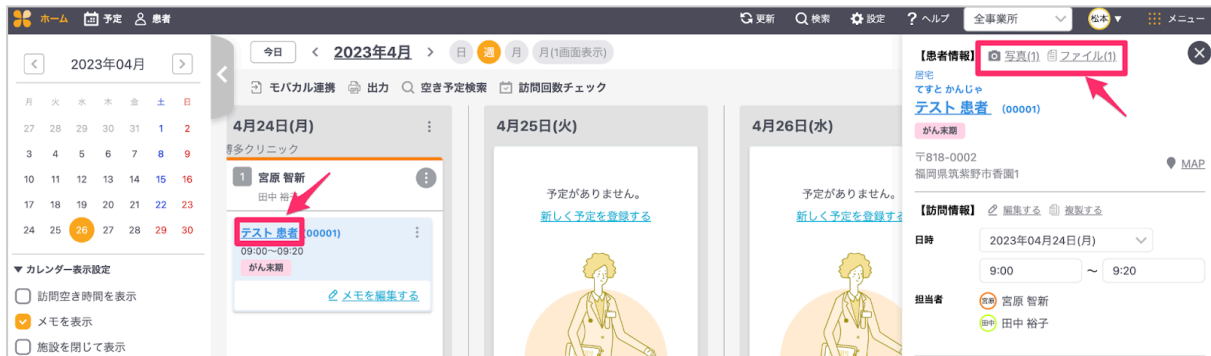 ホーム 予定 患者 更新 検索 設定 ? ヘルプ 全事業所 松本 ▼ メニュー
< 2023年04月 >
月 火 水 木 金 土 日
27 28 29 30 31 1 2
3 4 5 6 7 8 9
10 11 12 13 14 15 16
17 18 19 20 21 22 23
24 25 26 27 28 29 30
▼ カレンダー表示設定
訪問空き時間を表示
メモを表示
施設を閉じて表示
今日 < 2023年4月 > 日 週 月 月(1画面表示)
モバカル連携 出力 空き予定検索 訪問回数チェック
4月24日(月)
博多クリニック
1 宮原 智新
田中
テスト 患者 (00001)
09:00~09:20
がん末期
メモを編集する
4月25日(火)
予定がありません。
新しく予定を登録する
4月26日(水)
予定がありません。
新しく予定を登録する
【患者情報】 写真(1) ファイル(1)
居宅
てすと かんじゃ
テスト 患者 (00001)
がん末期
〒818-0002
福岡県筑紫野市香園1
MAP
【訪問情報】 編集する 複製する
日時 2023年04月24日(月)
9:00 ～ 9:20
担当者 宮原 宮原 智新
田中 田中 裕子